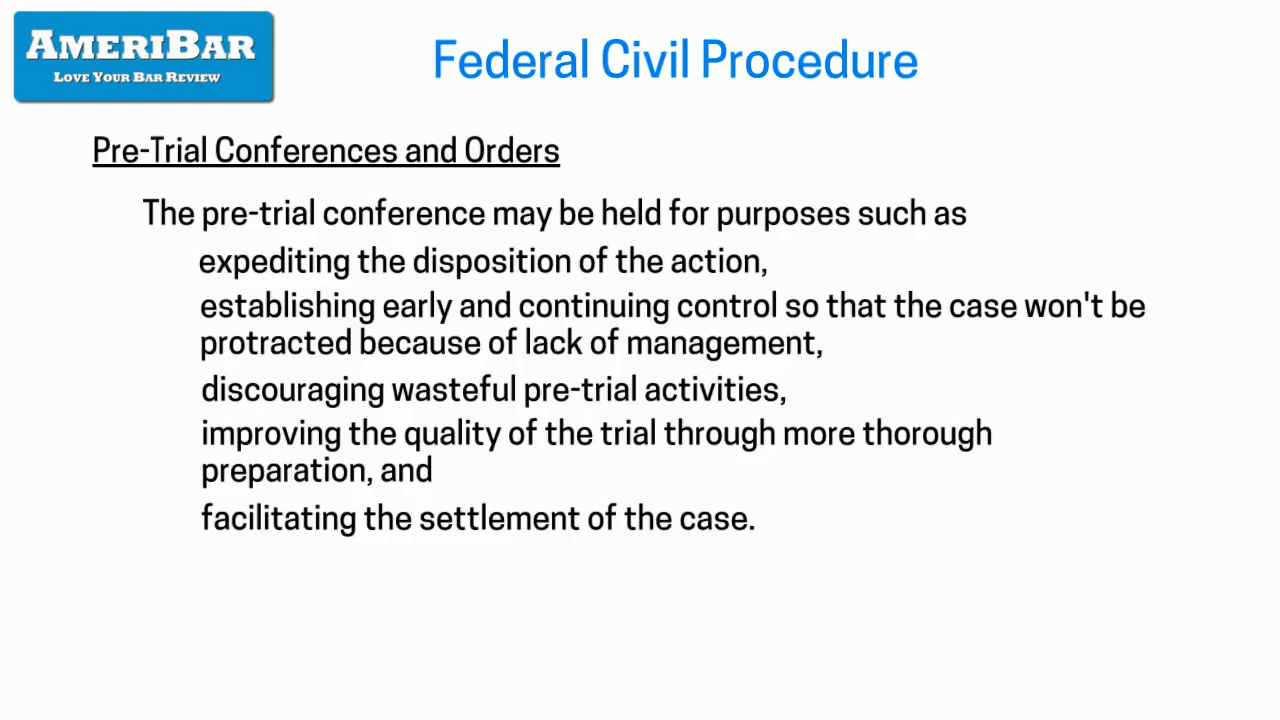 AMERIBAR
LOVE YOUR BAR REVIEW
Federal Civil Procedure
Pre-Trial Conferences and Orders
The pre-trial conference may be held for purposes such as
expediting the disposition of the action,
establishing early and continuing control so that the case won't be
protracted because of lack of management,
discouraging wasteful pre-trial activities,
improving the quality of the trial through more thorough
preparation, and
facilitating the settlement of the case.